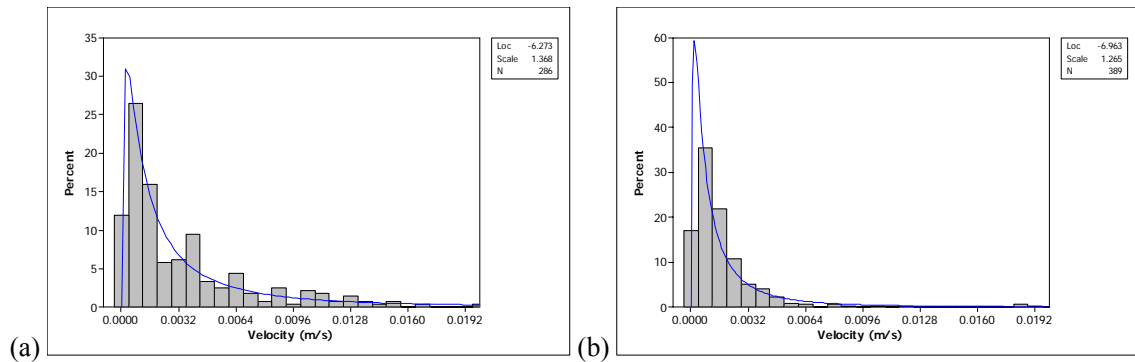 35
30
25
20
15
10
5
0
Percent
0.0000 0.0032 0.0064 0.0096 0.0128 0.0160 0.0192
Velocity (m/s)
Loc -6.273
Scale 1.368
N 286
(a)
60
50
40
30
20
10
0
Percent
0.0000 0.0032 0.0064 0.0096 0.0128 0.0160 0.0192
Velocity (m/s)
Loc -6.963
Scale 1.265
N 389
(b)